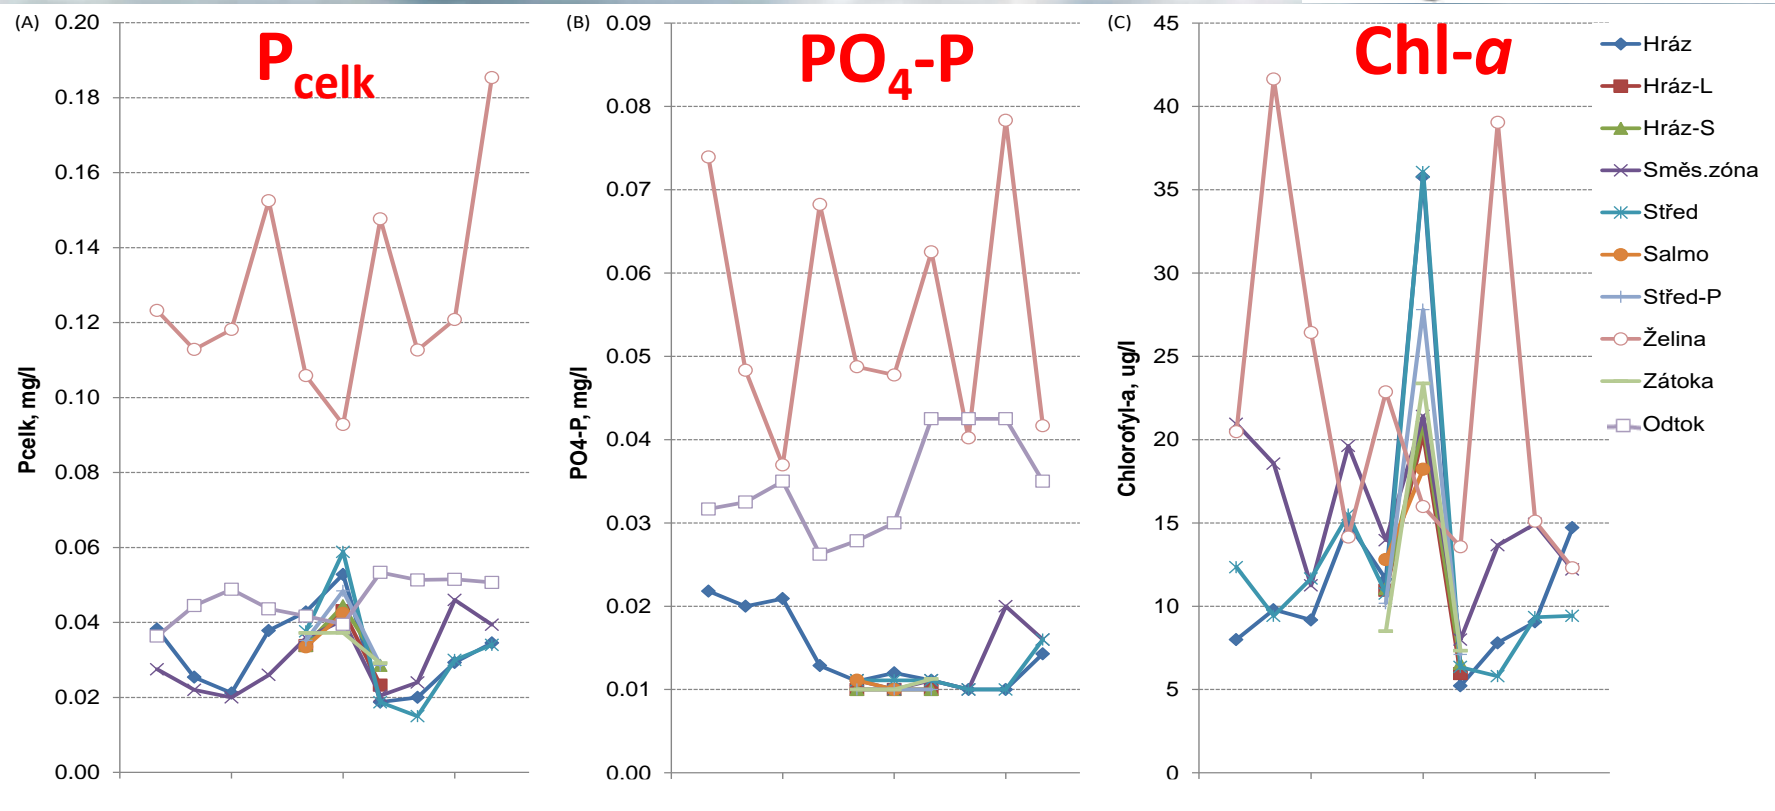 (A)
P celk
Pcelk, mg/l
0.20
0.18
0.16
0.14
0.12
0.10
0.08
0.06
0.04
0.02
0.00
(B)
PO4-P
PO4-P, mg/l
0.09
0.08
0.07
0.06
0.05
0.04
0.03
0.02
0.01
0.00
(C)
Chl-a
Chlorofyl-a, ug/l
45
40
35
30
25
20
15
10
5
0
Hráz
Hráz-L
Hráz-S
Směs.zóna
Střed
Salmo
Střed-P
Želina
Zátoka
Odtok